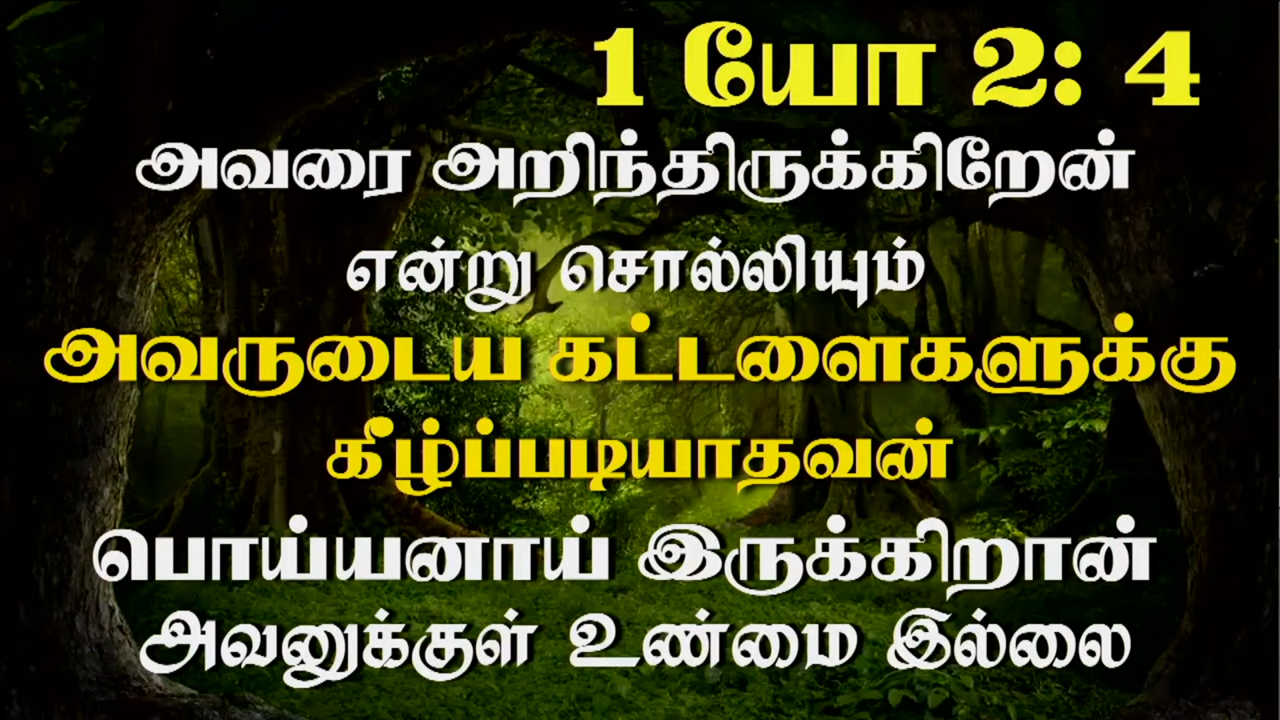 1 யோ 2: 4
அவரை அறிந்திருக்கிறேன்
என்று சொல்லியும்
அவருடைய கட்டளைகளுக்கு
கீழ்ப்படியாதவன்
பொய்யனாய் இருக்கிறான்
அவனுக்குள் உண்மை இல்லை